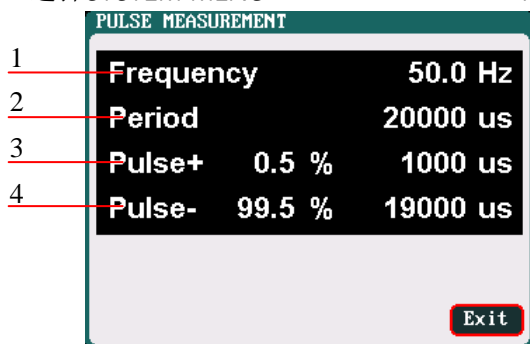 PULSE MEASUREMENT
1 Frequency 50.0 Hz
2 Period 20000 us
3 Pulse+ 0.5 % 1000 us
4 Pulse- 99.5 % 19000 us
Exit